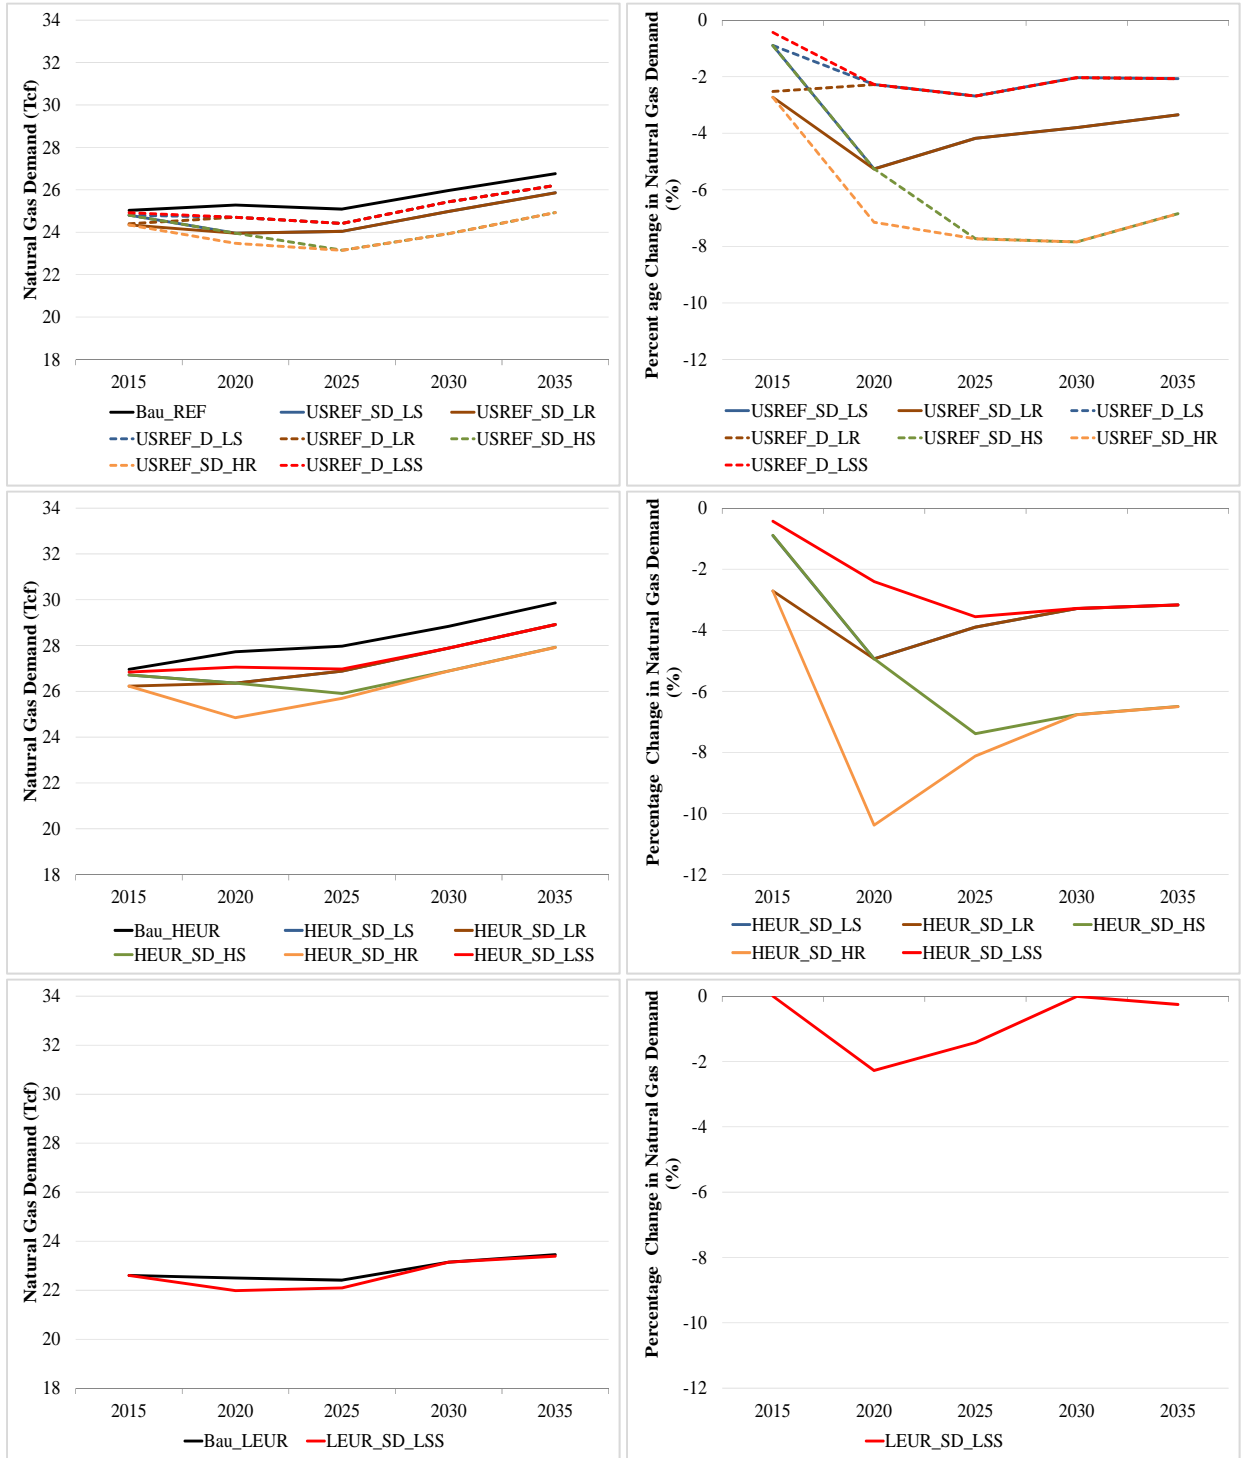 Natural Gas Demand (Tcf)
34
32
30
28
26
24
22
20
18
2015 2020 2025 2030 2035
Bau_REF USREF_SD_LS USREF_SD_LR
USREF_D_LS USREF_D_LR USREF_SD_HS
USREF_SD_HR USREF_D_LSS
Percent age Change in Natural Gas Demand
(%)
0
-2
-4
-6
-8
-10
-12
2015 2020 2025 2030 2035
USREF_SD_LS USREF_SD_LR USREF_D_LS
USREF_D_LR USREF_SD_HS USREF_SD_HR
USREF_D_LSS
Natural Gas Demand (Tcf)
34
32
30
28
26
24
22
20
18
2015 2020 2025 2030 2035
Bau_HEUR HEUR_SD_LS HEUR_SD_LR
HEUR_SD_HS HEUR_SD_HR HEUR_SD_LSS
Percentage Change in Natural Gas Demand
(%)
0
-2
-4
-6
-8
-10
-12
2015 2020 2025 2030 2035
HEUR_SD_LS HEUR_SD_LR HEUR_SD_HS
HEUR_SD_HR HEUR_SD_LSS
Natural Gas Demand (Tcf)
34
32
30
28
26
24
22
20
18
2015 2020 2025 2030 2035
Bau_LEUR LEUR_SD_LSS
Percentage Change in Natural Gas Demand
(%)
0
-2
-4
-6
-8
-10
-12
2015 2020 2025 2030 2035
LEUR_SD_LSS